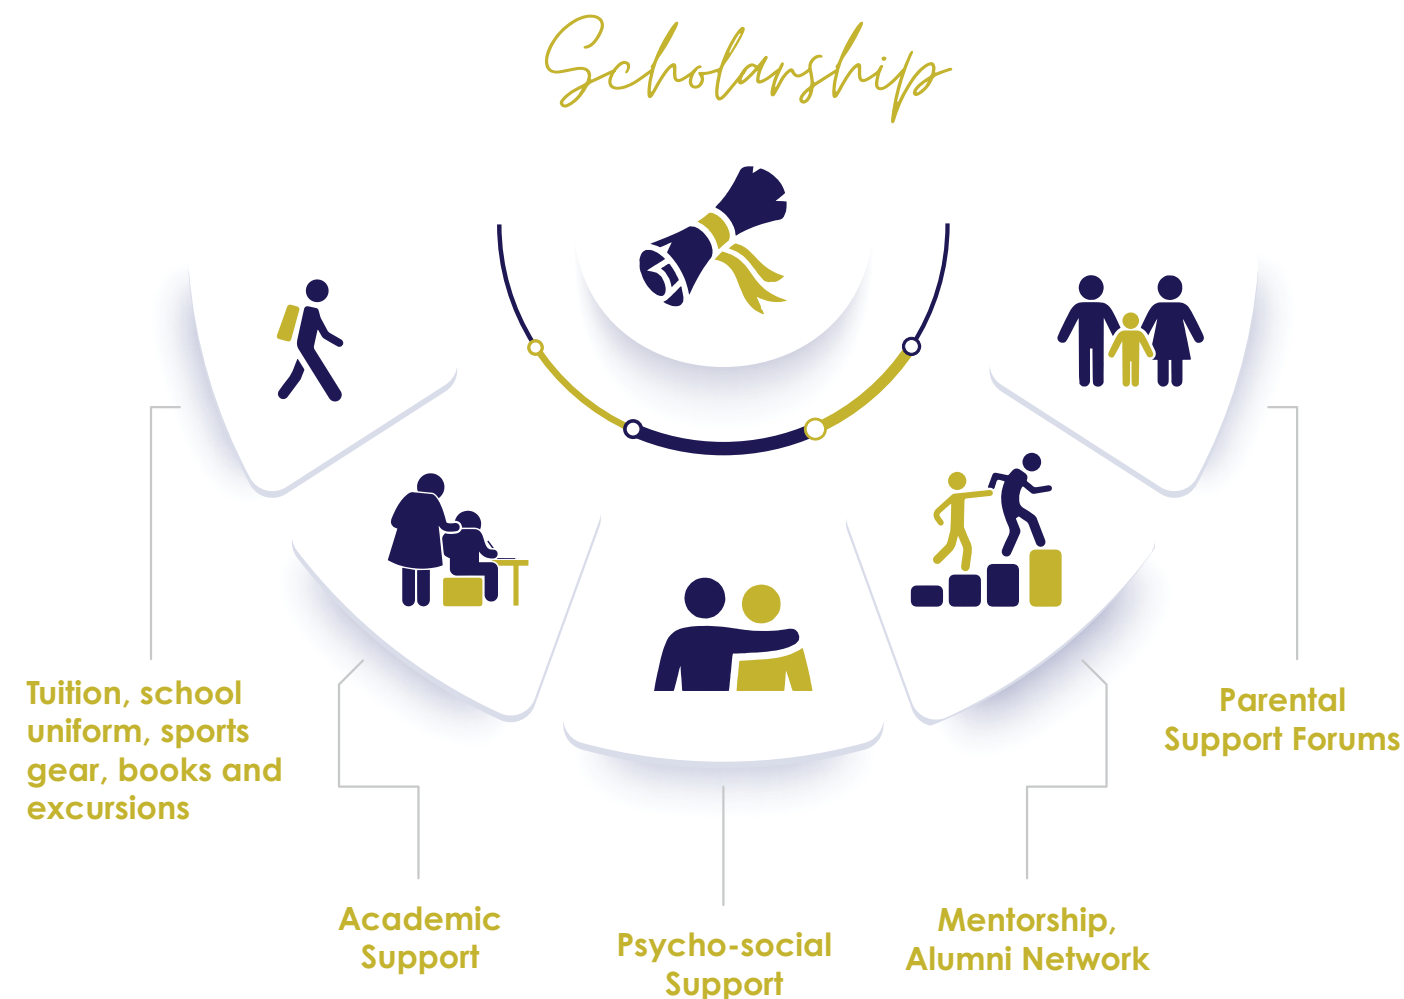 Scholarship
Tuition, school
uniform, sports
gear, books and
excursions
Academic
Support
Psycho-social
Support
Mentorship,
Alumni Network
Parental
Support Forums